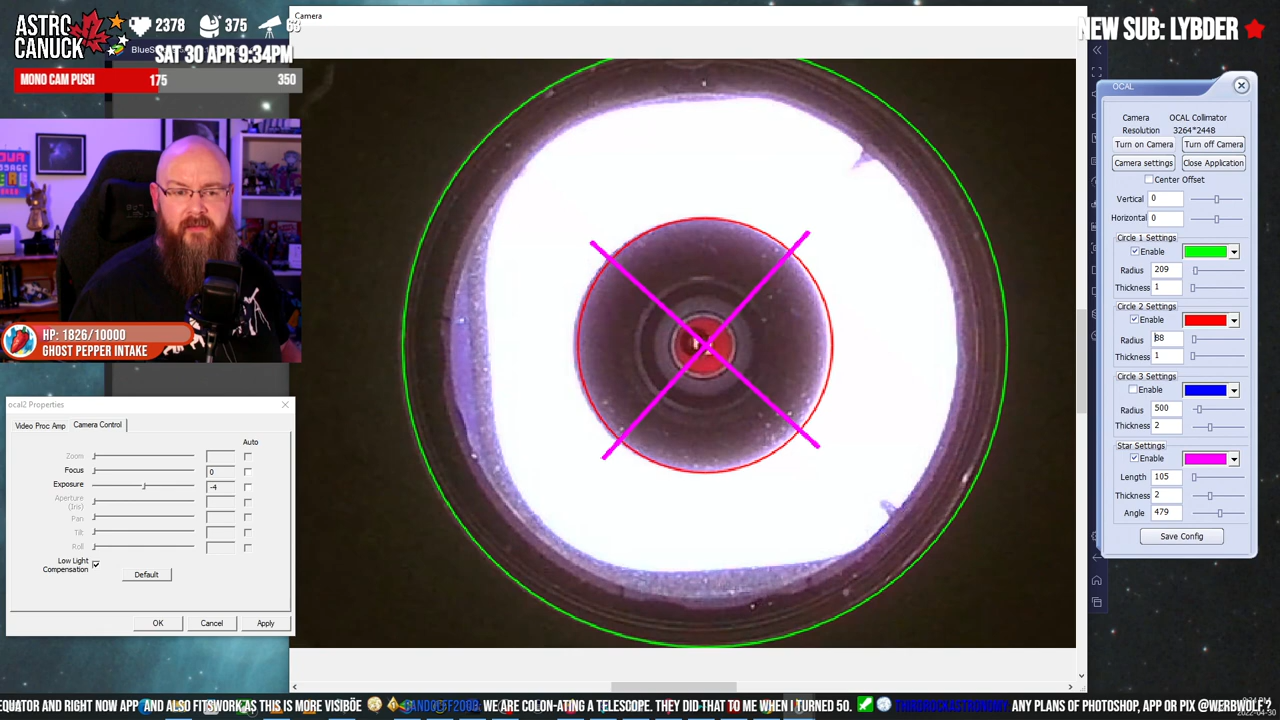 ASTRO
CANUCK
2378
375
SAT 30 APR 9:34PM
MONO CAM PUSH 175 350
HP: 1826/10000
GHOST PEPPER INTAKE
ocal2 Properties
Video Proc Amp Camera Control
Auto
Zoom
Focus 0
Exposure -4
Aperture
(Iris)
Pan
Tilt
Roll
Low Light
Compensation
Default
OK Cancel Apply
Camera
NEW SUB: LYBDER
OCAL
Camera OCAL Collimator
Resolution 3264*2448
Turn on Camera Turn off Camera
Camera settings Close Application
Center Offset
Vertical 0
Horizontal 0
Circle 1 Settings
Enable
Radius 209
Thickness 1
Circle 2 Settings
Enable
Radius 88
Thickness 1
Circle 3 Settings
Enable
Radius 500
Thickness 2
Star Settings
Enable
Length 105
Thickness 2
Angle 479
Save Config
EQUATOR AND RIGHT NOW APP AND ALSO FITSWORK AS THIS IS MORE VISIBÖE WE ARE COLON-ATING A TELESCOPE. THEY DID THAT TO ME WHEN I TURNED 50. ANY PLANS OF PHOTOSHOP, APP OR PIX @WERBWOLF'?
2022-04-30